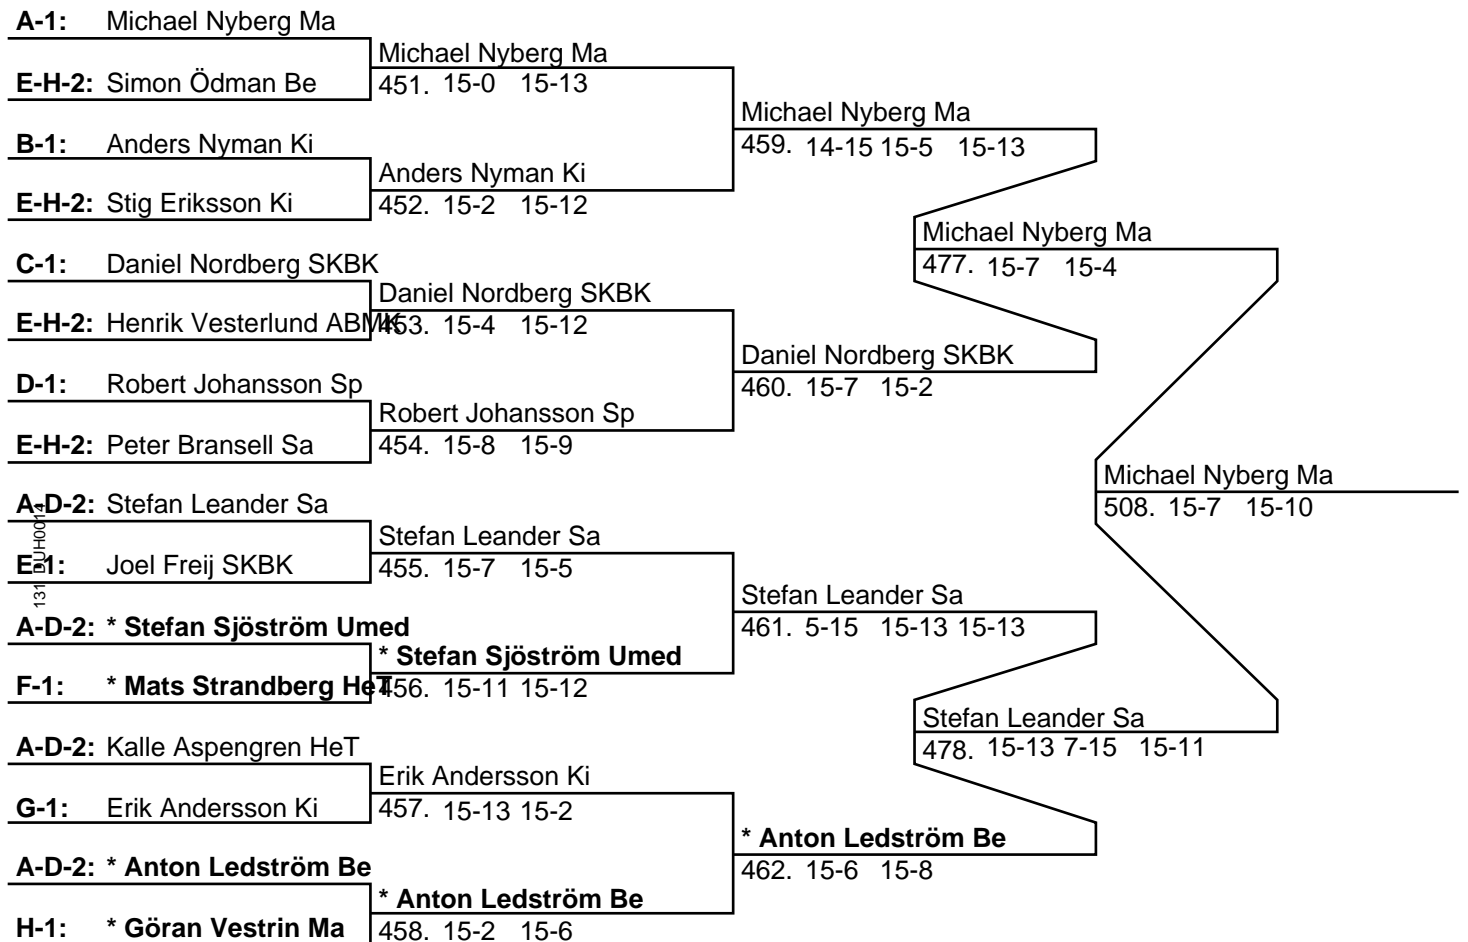 A-1: Michael Nyberg Ma
Michael Nyberg Ma
E-H-2: Simon Ödman Be
451. 15-0 15-13
Michael Nyberg Ma
B-1: Anders Nyman Ki
459. 14-15 15-5 15-13
Anders Nyman Ki
E-H-2: Stig Eriksson Ki
452. 15-2 15-12
Michael Nyberg Ma
C-1: Daniel Nordberg SKBK
477. 15-7 15-4
Daniel Nordberg SKBK
E-H-2: Henrik Vesterlund ABMK
453. 15-4 15-12
Daniel Nordberg SKBK
D-1: Robert Johansson Sp
460. 15-7 15-2
Robert Johansson Sp
E-H-2: Peter Bransell Sa
454. 15-8 15-9
Michael Nyberg Ma
A-D-2: Stefan Leander Sa
508. 15-7 15-10
Stefan Leander Sa
E-1: Joel Freij SKBK
455. 15-7 15-5
Stefan Leander Sa
A-D-2: * Stefan Sjöström Umed
461. 5-15 15-13 15-13
* Stefan Sjöström Umed
F-1: * Mats Strandberg HeT
456. 15-11 15-12
Stefan Leander Sa
A-D-2: Kalle Aspengren HeT
478. 15-13 7-15 15-11
Erik Andersson Ki
G-1: Erik Andersson Ki
457. 15-13 15-2
* Anton Ledström Be
A-D-2: * Anton Ledström Be
462. 15-6 15-8
* Anton Ledström Be
H-1: * Göran Vestrin Ma
458. 15-2 15-6